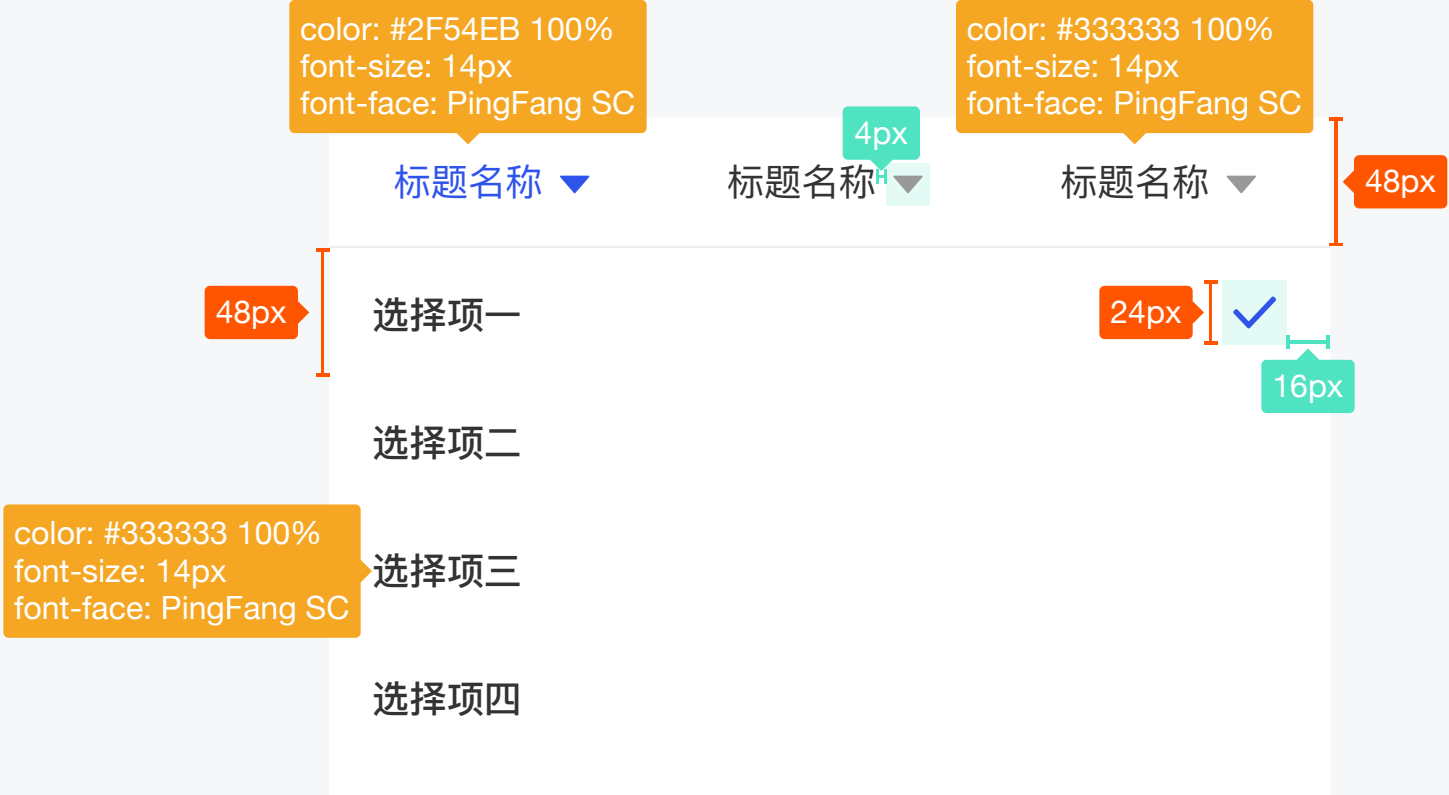 color: #2F54EB 100%
font-size: 14px
font-face: PingFang SC
color: #333333 100%
font-size: 14px
font-face: PingFang SC
4px
标题名称
标题名称
标题名称
48px
48px
选择项一
24px
16px
选择项二
color: #333333 100%
font-size: 14px
font-face: PingFang SC
选择项三
选择项四